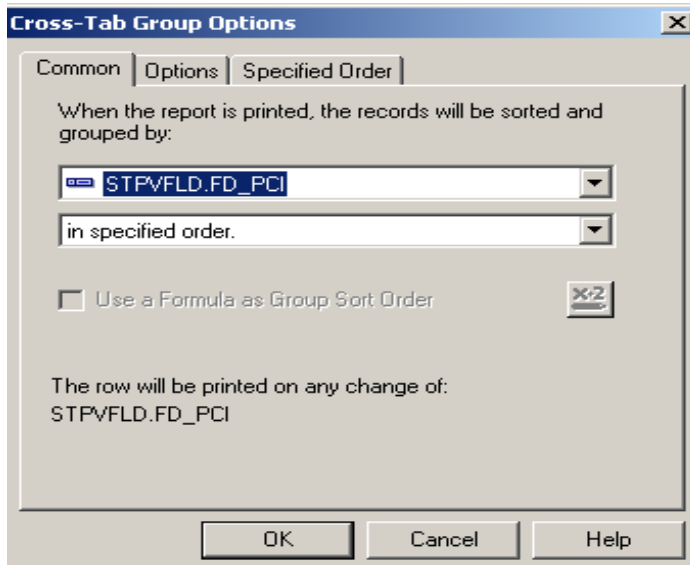 Cross-Tab Group Options
Common
Options
Specified Order
When the report is printed, the records will be sorted and
grouped by:
STPVFLD.FD_PCI
in specified order.
Use a Formula as Group Sort Order
X+2
The row will be printed on any change of:
STPVFLD.FD_PCI
OK
Cancel
Help